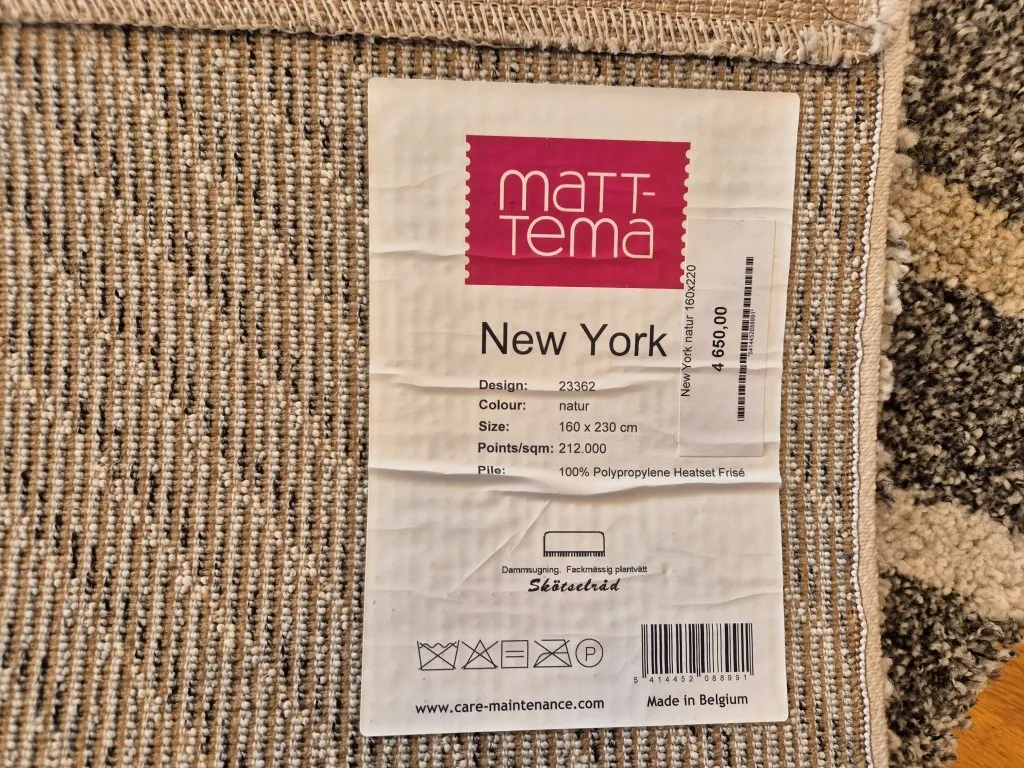 maTT-
Tema
New York
Design: 23362
Colour: natur
Size: 160 x 230 cm
Points/sqm: 212.000
Pile: 100% Polypropylene Heatset Frisé
New York natur 160x220
4 650,00
Dammsugning. Fackmässig plantvätt
Skötselråd
P
5 414452 088991
www.care-maintenance.com
Made in Belgium